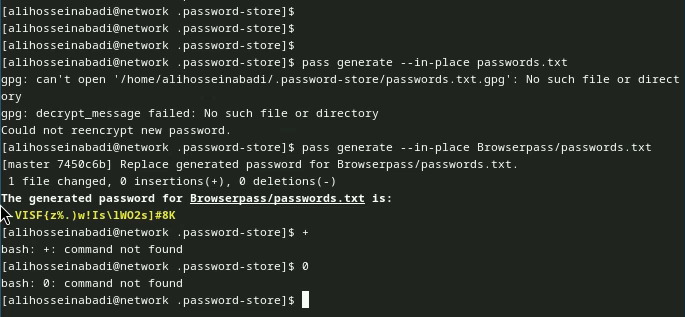 [alihosseinabadi@network .password-store]$
[alihosseinabadi@network .password-store]$
[alihosseinabadi@network .password-store]$
[alihosseinabadi@network .password-store]$ pass generate --in-place passwords.txt
gpg: can't open '/home/alihosseinabadi/.password-store/passwords.txt.gpg': No such file or direct
ory
gpg: decrypt_message failed: No such file or directory
Could not reencrypt new password.
[alihosseinabadi@network .password-store]$ pass generate --in-place Browserpass/passwords.txt
[master 7450c6b] Replace generated password for Browserpass/passwords.txt.
 1 file changed, 0 insertions(+), 0 deletions(-)
The generated password for Browserpass/passwords.txt is:
VISF{z%.)w!Is\lWO2s]#8K
[alihosseinabadi@network .password-store]$ +
bash: +: command not found
[alihosseinabadi@network .password-store]$ 0
bash: 0: command not found
[alihosseinabadi@network .password-store]$